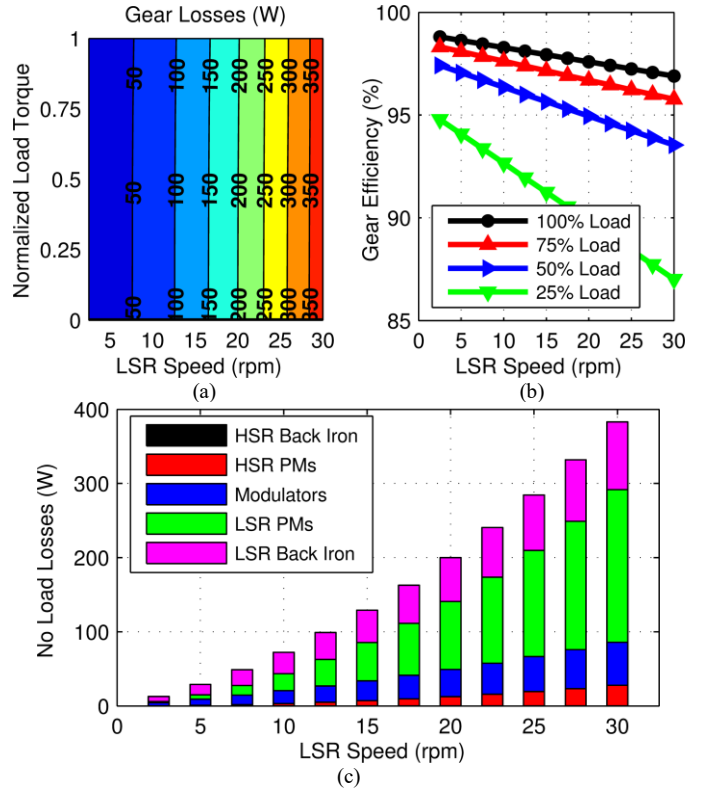 Gear Losses (W)
Normalized Load Torque
1
0.75
0.5
0.25
0
50 100 150 200 250 300 350
50 100 150 200 250 300 350
50 100 150 200 250 300 350
5 10 15 20 25 30
LSR Speed (rpm)
(a)
Gear Efficiency (%)
100
95
90
85
100% Load
75% Load
50% Load
25% Load
0 5 10 15 20 25 30
LSR Speed (rpm)
(b)
No Load Losses (W)
400
300
200
100
0
HSR Back Iron
HSR PMs
Modulators
LSR PMs
LSR Back Iron
0 5 10 15 20 25 30
LSR Speed (rpm)
(c)